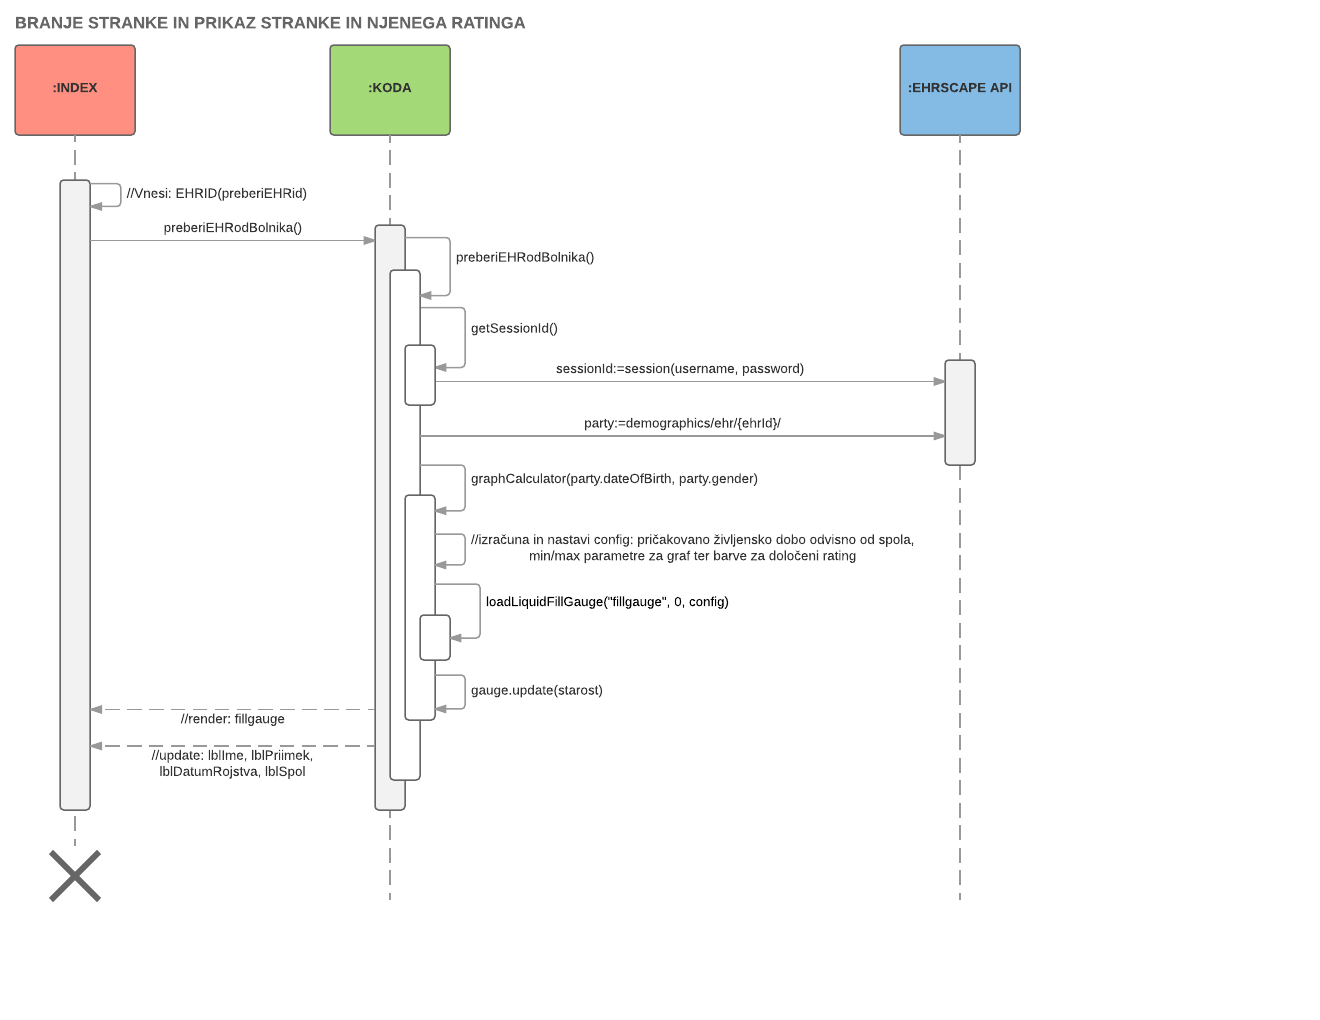 BRANJE STRANKE IN PRIKAZ STRANKE IN NJENEGA RATINGA
:INDEX
:KODA
:EHRSCAPE API
//Vnesi: EHRID(preberiEHRid)
preberiEHRodBolnika()
preberiEHRodBolnika()
getSessionId()
sessionId:=session(username, password)
party:=demographics/ehr/{ehrId}/
graphCalculator(party.dateOfBirth, party.gender)
//izračuna in nastavi config: pričakovano življensko dobo odvisno od spola,
min/max parametre za graf ter barve za določeni rating
loadLiquidFillGauge("fillgauge", 0, config)
gauge.update(starost)
//render: fillgauge
//update: lblIme, lblPriimek,
lblDatumRojstva, lblSpol